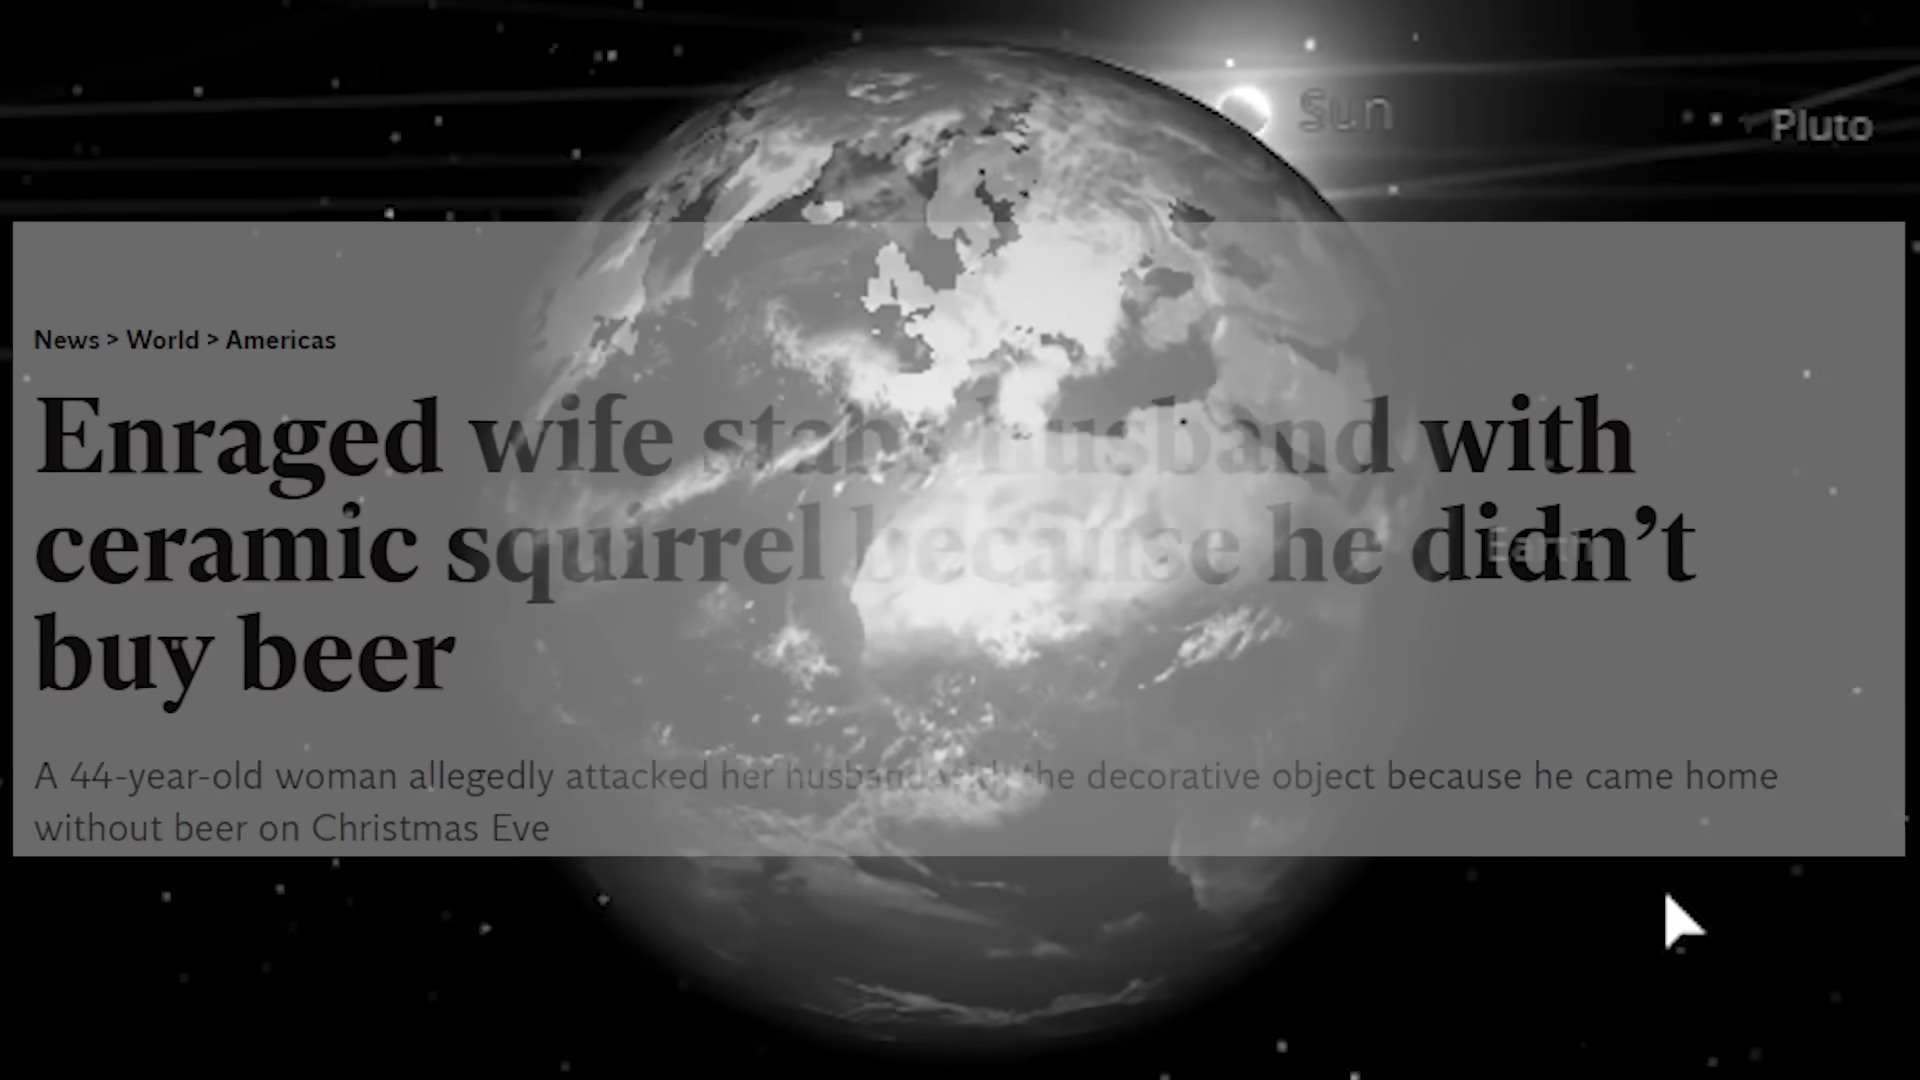 Sun
Pluto
News > World > Americas
Enraged wife stabs husband with
ceramic squirrel because he didn’t
Earth
buy beer
A 44-year-old woman allegedly attacked her husband with the decorative object because he came home
without beer on Christmas Eve